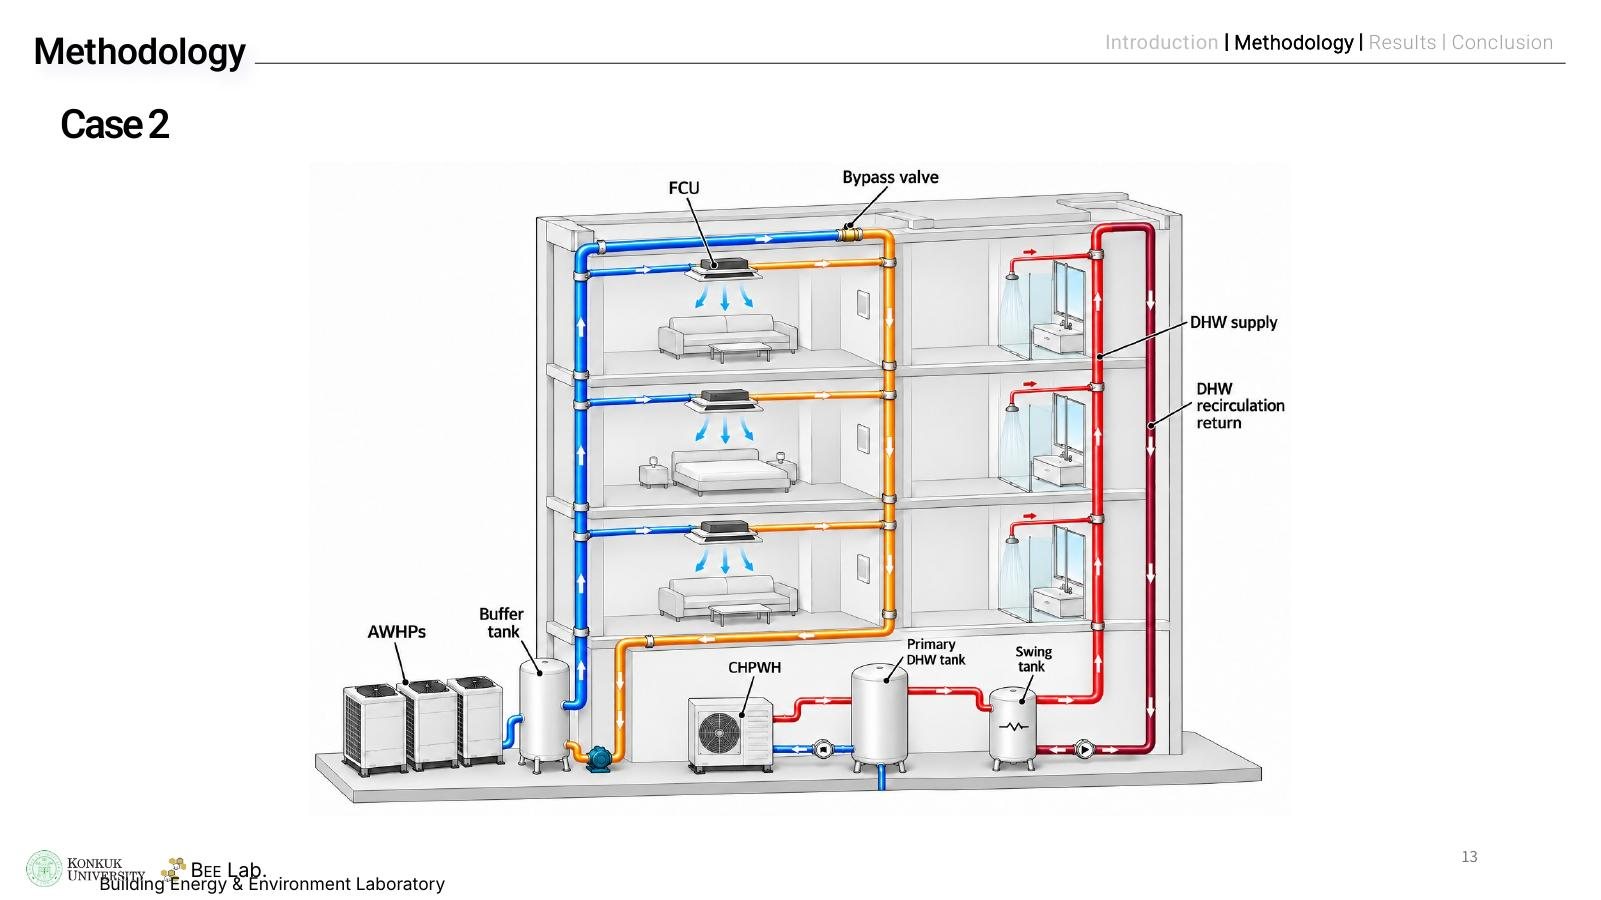 Methodology
Introduction | Methodology | Results | Conclusion
Case 2
FCU
Bypass valve
DHW supply
DHW
recirculation
return
AWHPs
Buffer
tank
CHPWH
Primary
DHW tank
Swing
tank
KONKUK
UNIVERSITY
BEE Lab.
Building Energy & Environment Laboratory
13